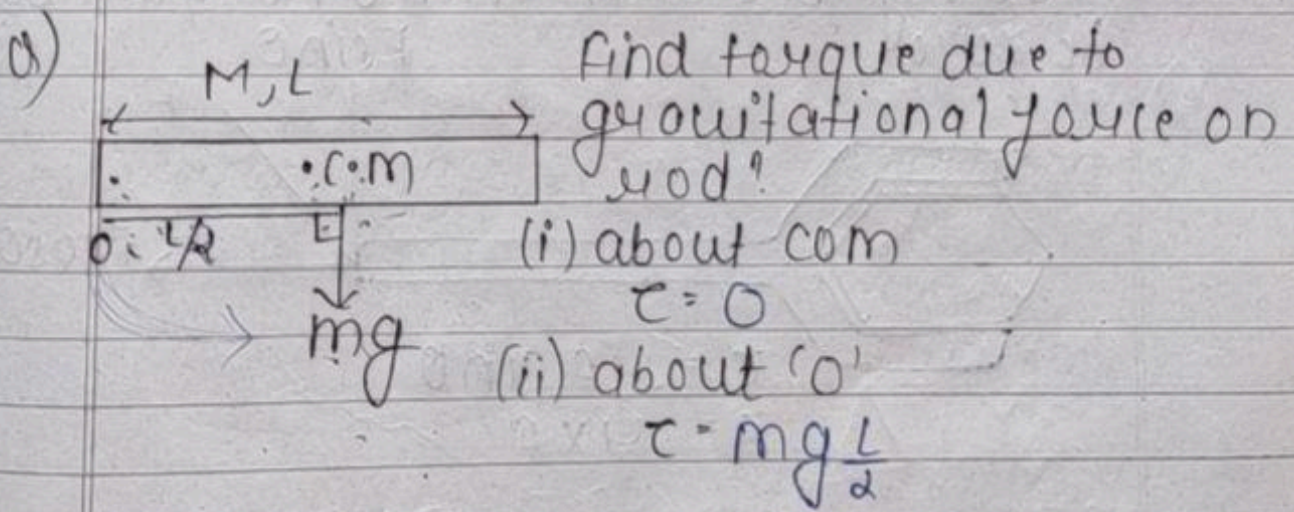 Q)
M, L
Find torque due to
gravitational force on
rod?
.C.M
O. L/2
(i) about com
τ = 0
mg
(ii) about 'O'
τ = mg L/2